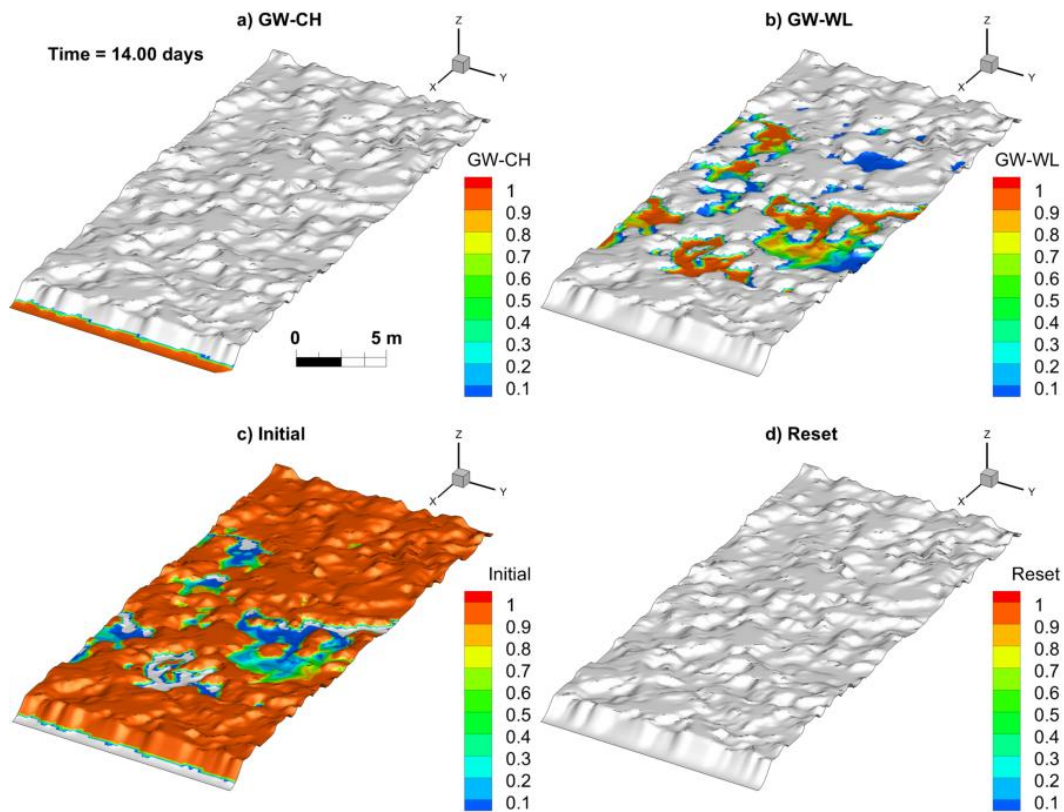 a) GW-CH
Time = 14.00 days
Z
X
Y
GW-CH
1
0.9
0.8
0.7
0.6
0.5
0.4
0.3
0.2
0.1
0
5 m
b) GW-WL
Z
X
Y
GW-WL
1
0.9
0.8
0.7
0.6
0.5
0.4
0.3
0.2
0.1
c) Initial
Z
X
Y
Initial
1
0.9
0.8
0.7
0.6
0.5
0.4
0.3
0.2
0.1
d) Reset
Z
X
Y
Reset
1
0.9
0.8
0.7
0.6
0.5
0.4
0.3
0.2
0.1